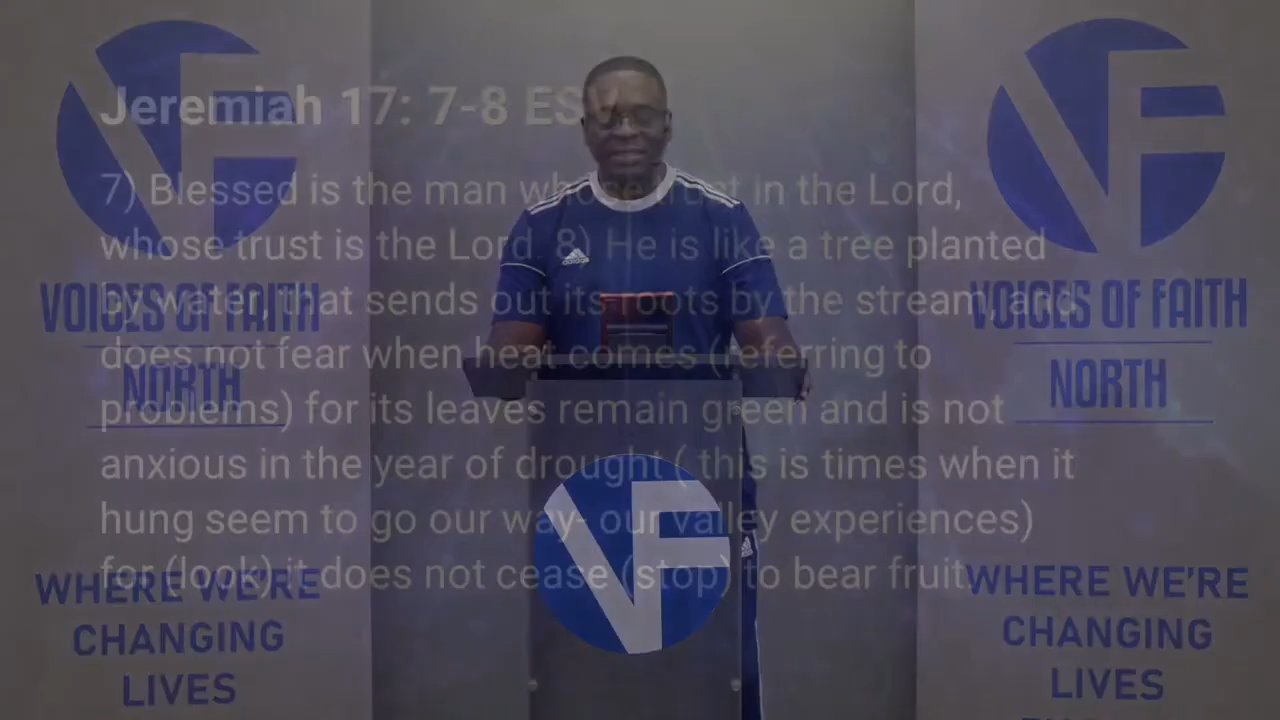 Jeremiah 17: 7-8 ES
7) Blessed is the man who in the Lord,
whose trust is the Lord 8) He is like a tree planted
by water, that sends out its roots by the stream, and
does not fear when heat comes (referring to
problems) for its leaves remain green and is not
anxious in the year of drought ( this is times when it
hung seem to go our way- our valley experiences)
for (look) it does not cease (stop) to bear fruit
VF
VOICES OF FAITH
NORTH
WHERE WE'RE
CHANGING
LIVES
adidas
VF
VF
VOICES OF FAITH
NORTH
WHERE WE'RE
CHANGING
LIVES